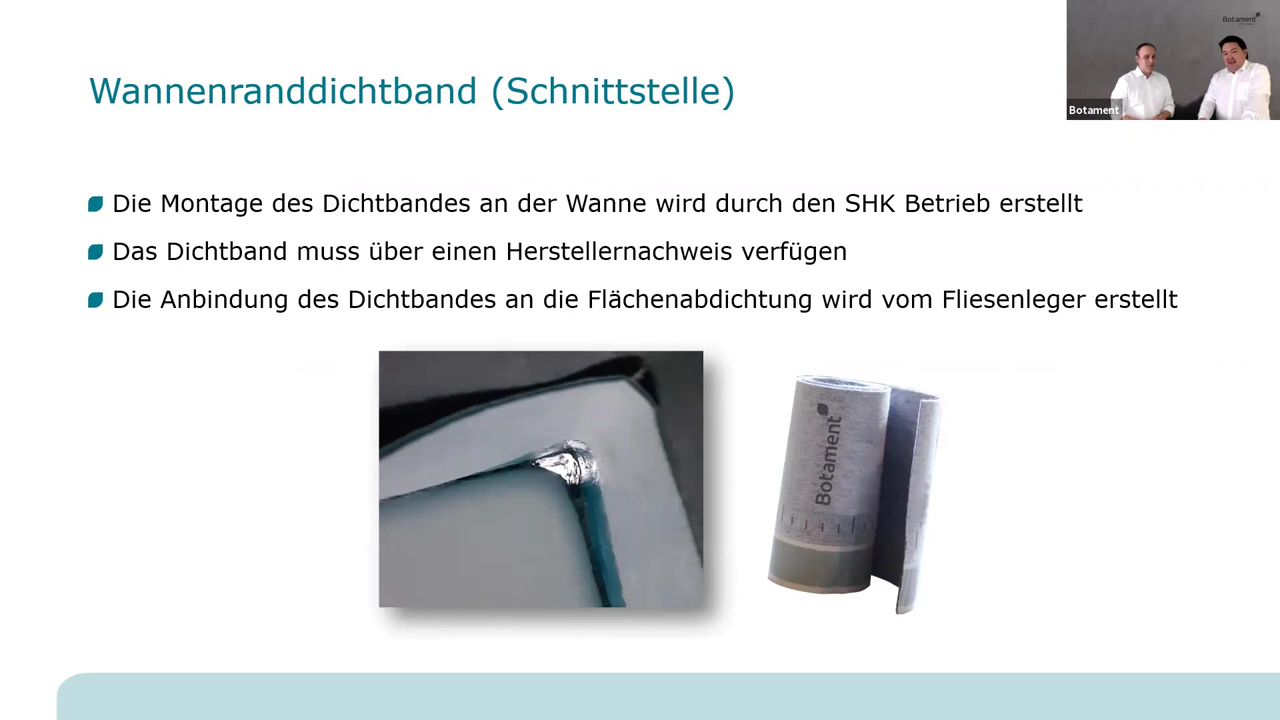 Botament
Wannenranddichtband (Schnittstelle)
Botament
Die Montage des Dichtbandes an der Wanne wird durch den SHK Betrieb erstellt
Das Dichtband muss über einen Herstellernachweis verfügen
Die Anbindung des Dichtbandes an die Flächenabdichtung wird vom Fliesenleger erstellt
Botament